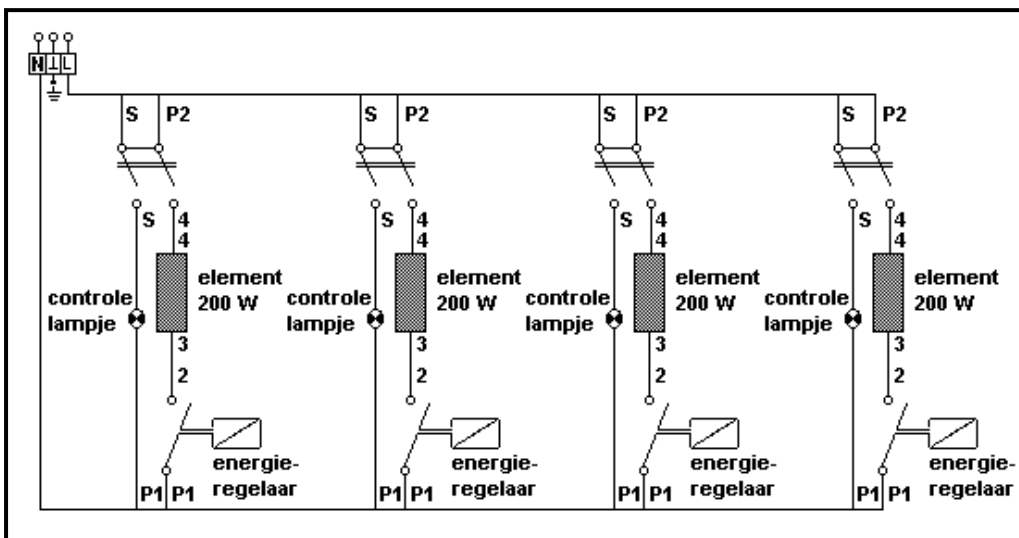 N ⏚ L
S P2 S P2 S P2 S P2
S 4 S 4 S 4 S 4
4 4 4 4
controle element controle element controle element controle element
lampje 200 W lampje 200 W lampje 200 W lampje 200 W
3 3 3 3
2 2 2 2
energie- energie- energie- energie-
P1 P1 regelaar P1 P1 regelaar P1 P1 regelaar P1 P1 regelaar